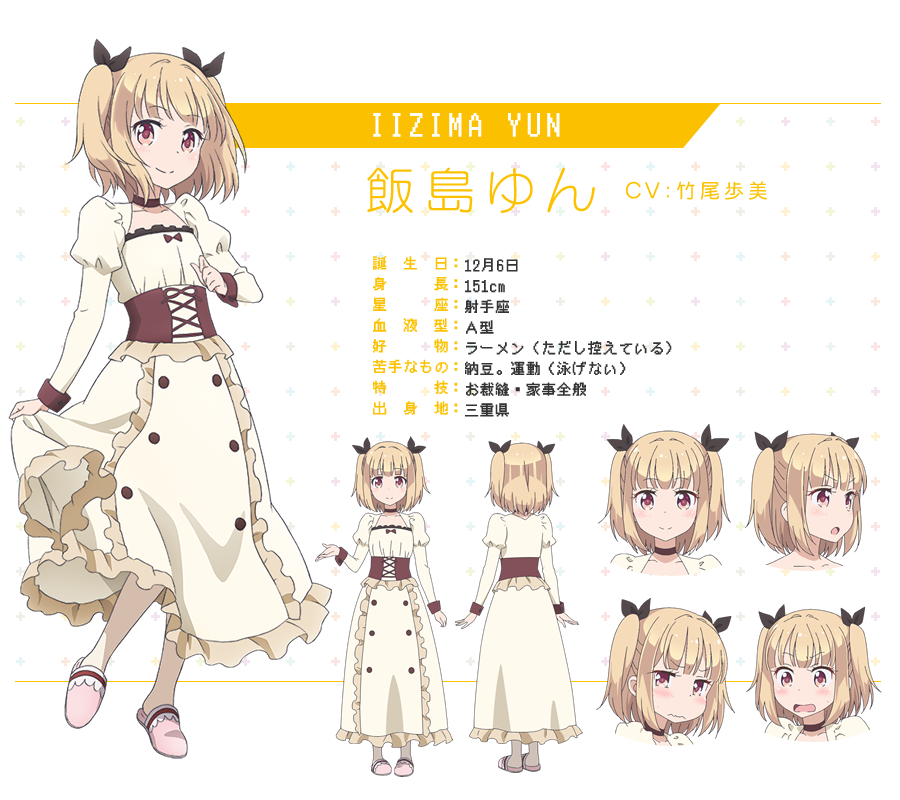 IIZIMA YUN
飯島ゆん
CV:竹尾歩美
誕生日：12月6日
身長：151cm
星座：射手座
血液型：A型
好物：ラーメン（ただし控えている）
苦手なもの：納豆。運動（泳げない）
特技：お裁縫・家事全般
出身地：三重県